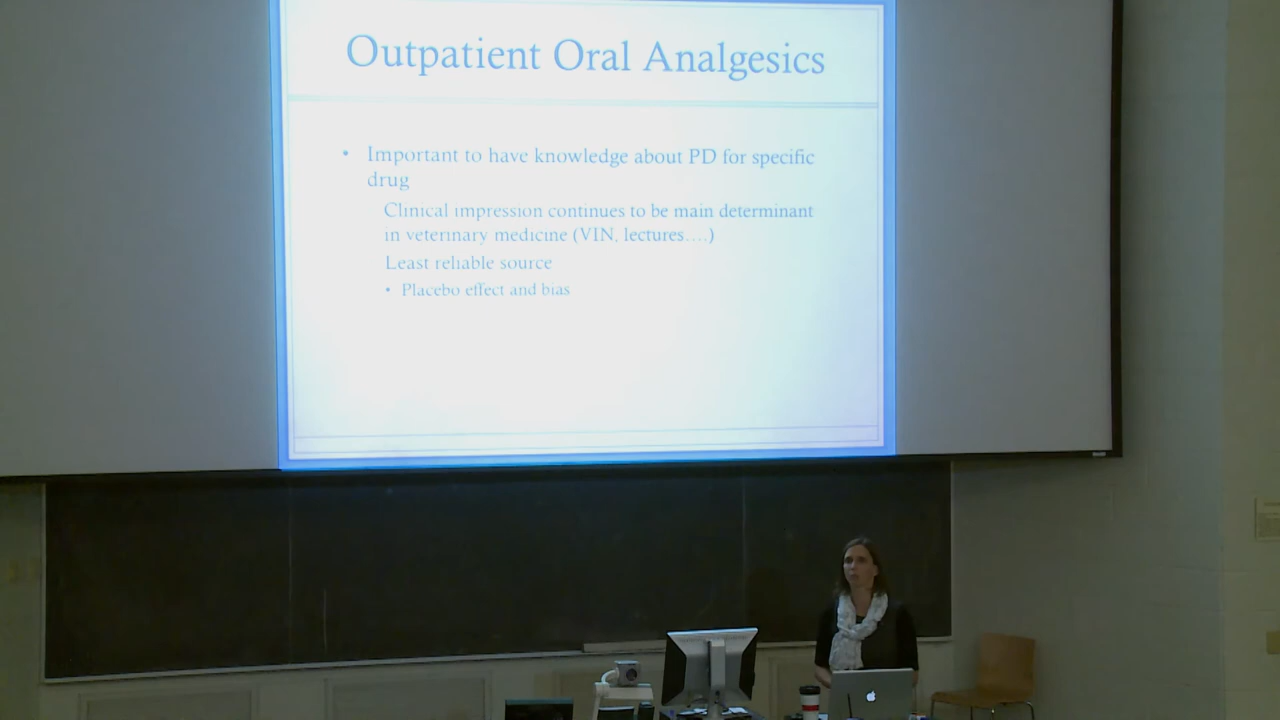 Outpatient Oral Analgesics
• Important to have knowledge about PD for specific
drug
Clinical impression continues to be main determinant
in veterinary medicine (VIN, lectures....)
Least reliable source
• Placebo effect and bias